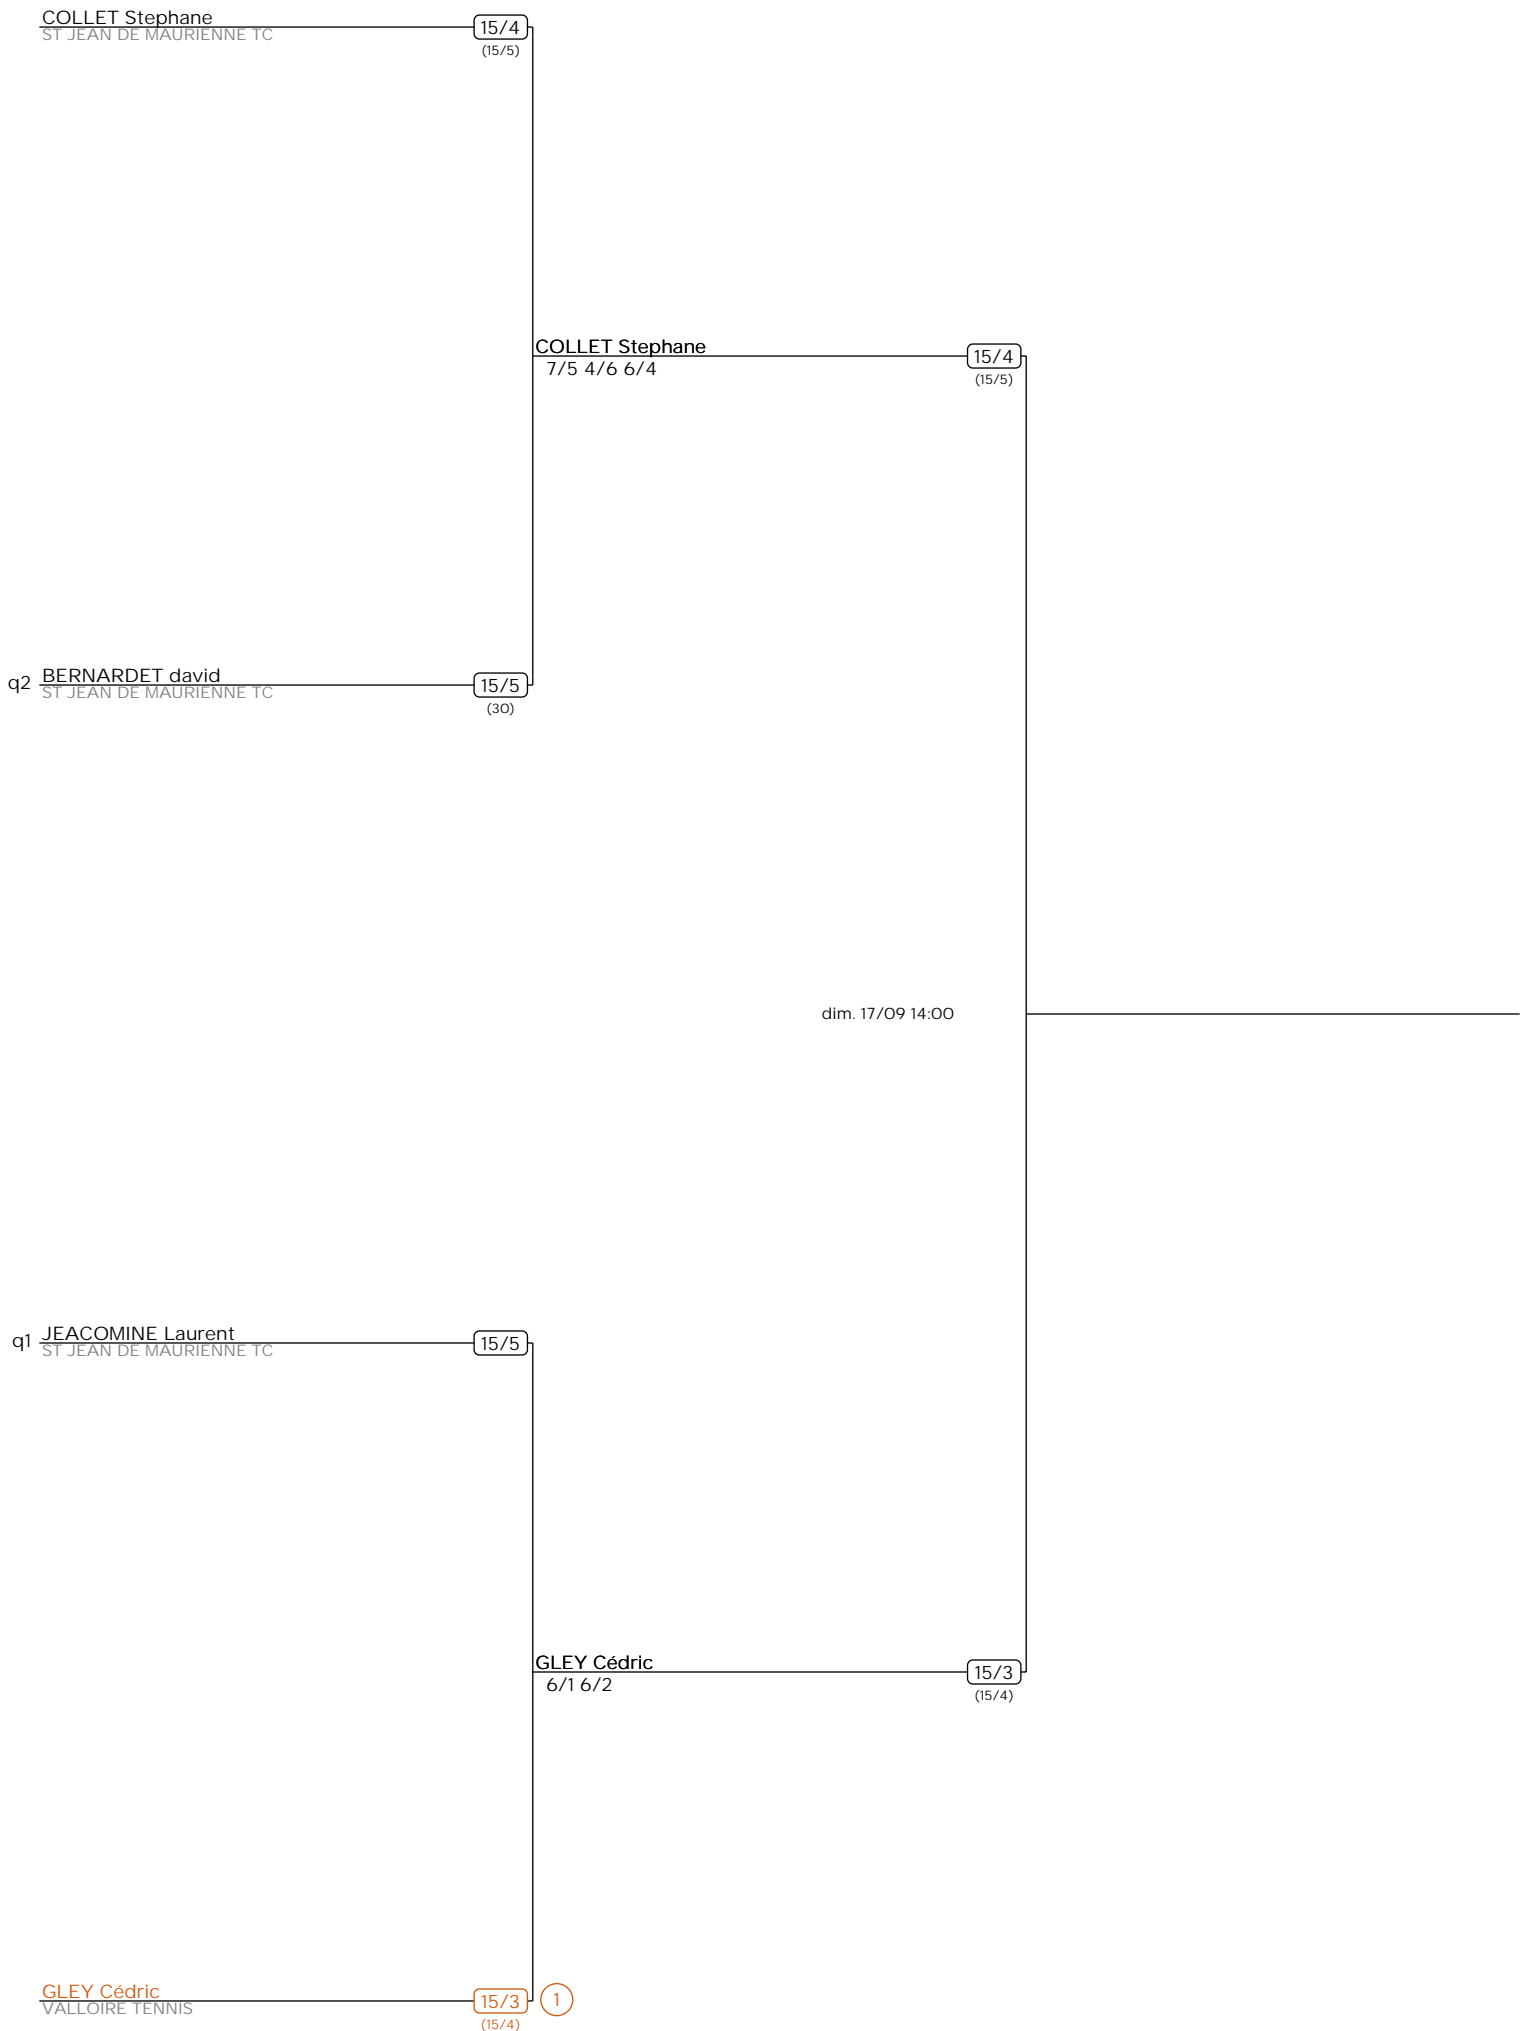 COLLET Stephane
15/4
ST JEAN DE MAURIENNE TC
(15/5)
COLLET Stephane
15/4
7/5 4/6 6/4
(15/5)
q2 BERNARDET david
15/5
ST JEAN DE MAURIENNE TC
(30)
dim. 17/09 14:00
q1 JEACOMINE Laurent
15/5
ST JEAN DE MAURIENNE TC
GLEY Cédric
15/3
6/1 6/2
(15/4)
GLEY Cédric
15/3
1
VALLOIRE TENNIS
(15/4)